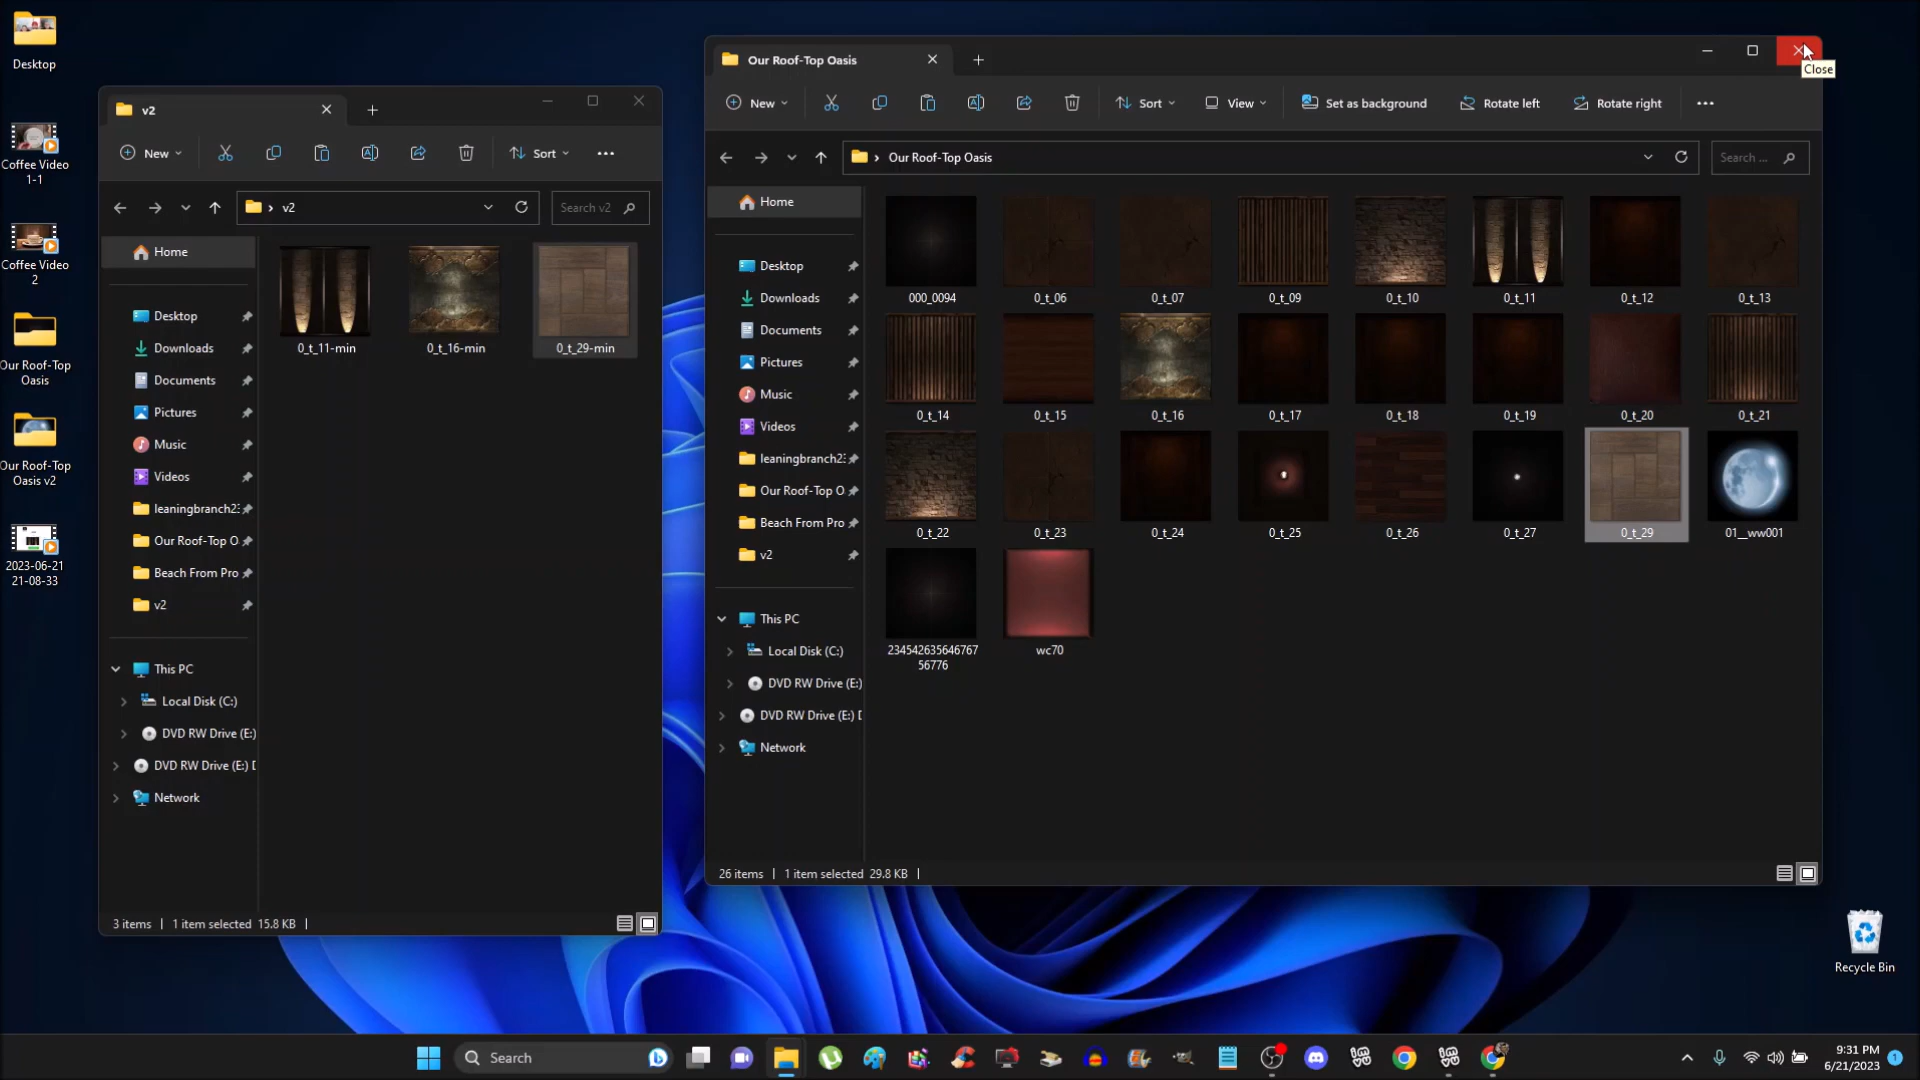 Desktop
Coffee Video
1-1
Coffee Video
2
Our Roof-Top
Oasis
Our Roof-Top
Oasis v2
2023-06-21
21-08-33
v2
New
Sort
v2
Search v2
Home
Desktop
Downloads
Documents
Pictures
Music
Videos
leaningbranch23
Our Roof-Top O
Beach From Pro
v2
This PC
Local Disk (C:)
DVD RW Drive (E:)
DVD RW Drive (E:) D
Network
0_t_11-min
0_t_16-min
0_t_29-min
3 items
1 item selected 15.8 KB
Our Roof-Top Oasis
Close
New
Sort
View
Set as background
Rotate left
Rotate right
Our Roof-Top Oasis
Search ...
Home
Desktop
Downloads
Documents
Pictures
Music
Videos
leaningbranch23
Our Roof-Top O
Beach From Pro
v2
This PC
Local Disk (C:)
DVD RW Drive (E:)
DVD RW Drive (E:) D
Network
000_0094 0_t_06 0_t_07 0_t_09 0_t_10 0_t_11 0_t_12 0_t_13
0_t_14 0_t_15 0_t_16 0_t_17 0_t_18 0_t_19 0_t_20 0_t_21
0_t_22 0_t_23 0_t_24 0_t_25 0_t_26 0_t_27 0_t_29 01__ww001
234542635646767
56776
wc70
26 items
1 item selected 29.8 KB
Recycle Bin
Search
9:31 PM
6/21/2023
1